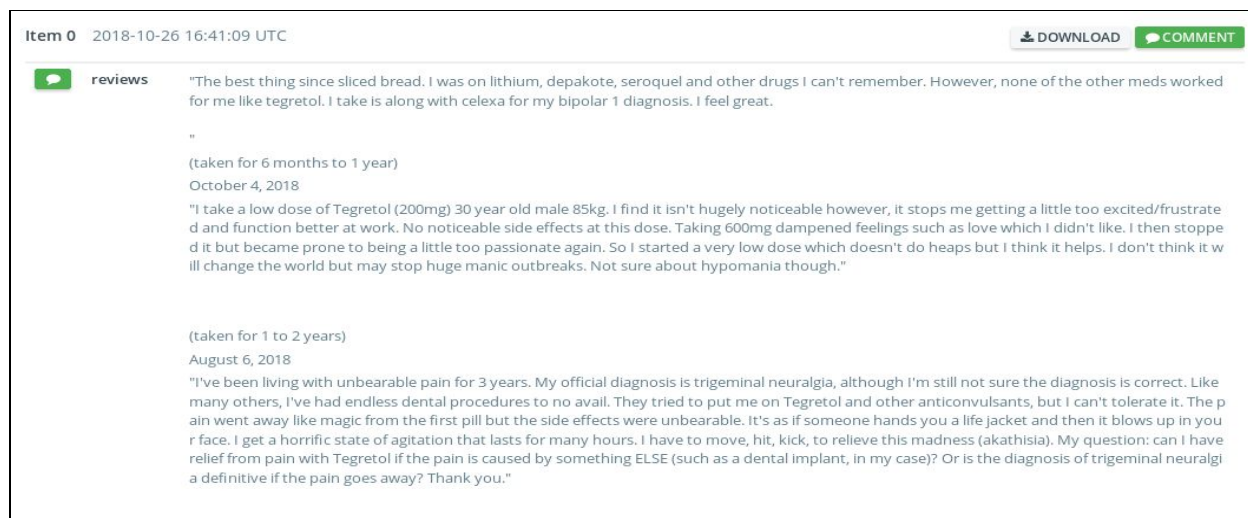 Item 0 2018-10-26 16:41:09 UTC
DOWNLOAD COMMENT
reviews
"The best thing since sliced bread. I was on lithium, depakote, seroquel and other drugs I can't remember. However, none of the other meds worked
for me like tegretol. I take is along with celexa for my bipolar 1 diagnosis. I feel great.
"
(taken for 6 months to 1 year)
October 4, 2018
"I take a low dose of Tegretol (200mg) 30 year old male 85kg. I find it isn't hugely noticeable however, it stops me getting a little too excited/frustrate
d and function better at work. No noticeable side effects at this dose. Taking 600mg dampened feelings such as love which I didn't like. I then stoppe
d it but became prone to being a little too passionate again. So I started a very low dose which doesn't do heaps but I think it helps. I don't think it w
ill change the world but may stop huge manic outbreaks. Not sure about hypomania though."
(taken for 1 to 2 years)
August 6, 2018
"I've been living with unbearable pain for 3 years. My official diagnosis is trigeminal neuralgia, although I'm still not sure the diagnosis is correct. Like
many others, I've had endless dental procedures to no avail. They tried to put me on Tegretol and other anticonvulsants, but I can't tolerate it. The p
ain went away like magic from the first pill but the side effects were unbearable. It's as if someone hands you a life jacket and then it blows up in you
r face. I get a horrific state of agitation that lasts for many hours. I have to move, hit, kick, to relieve this madness (akathisia). My question: can I have
relief from pain with Tegretol if the pain is caused by something ELSE (such as a dental implant, in my case)? Or is the diagnosis of trigeminal neuralgi
a definitive if the pain goes away? Thank you."